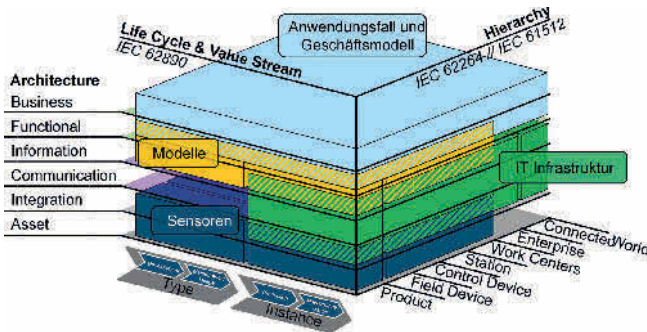 Life Cycle & Value Stream
IEC 62890
Anwendungsfall und
Geschäftsmodell
Hierarchy
IEC 62264 // IEC 61512
Architecture
Business
Functional
Information
Communication
Integration
Asset
Modelle
Sensoren
IT Infrastruktur
Connected World
Enterprise
Work Centers
Station
Control Device
Field Device
Product
Type
Instance